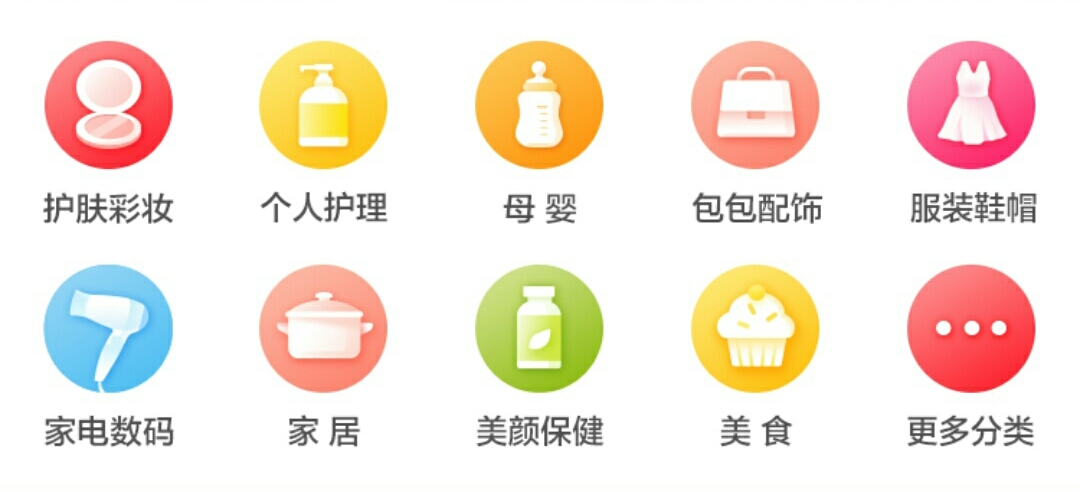 护肤彩妆
个人护理
母 婴
包包配饰
服装鞋帽
家电数码
家 居
美颜保健
美 食
更多分类